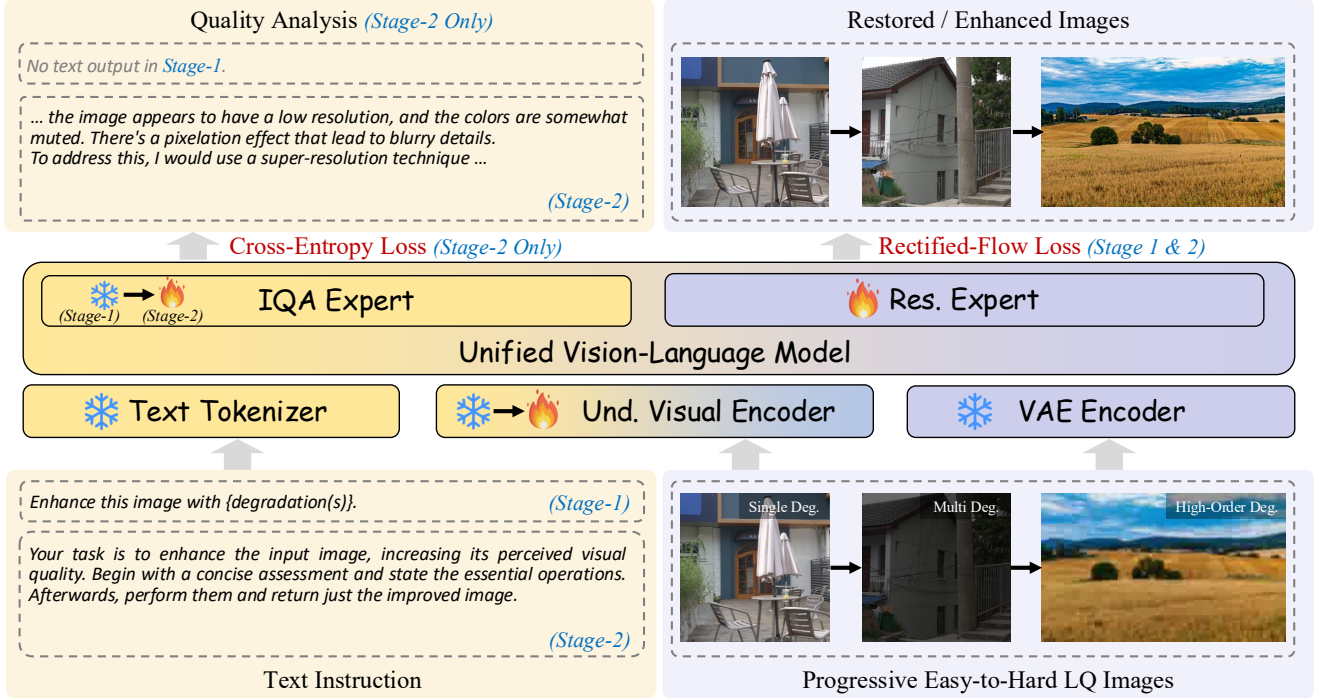 Quality Analysis (Stage-2 Only)
No text output in Stage-1.
... the image appears to have a low resolution, and the colors are somewhat
muted. There's a pixelation effect that lead to blurry details.
To address this, I would use a super-resolution technique ...
(Stage-2)
Restored / Enhanced Images
Cross-Entropy Loss (Stage-2 Only)
Rectified-Flow Loss (Stage 1 & 2)
(Stage-1) (Stage-2)
IQA Expert
Res. Expert
Unified Vision-Language Model
Text Tokenizer
Und. Visual Encoder
VAE Encoder
Enhance this image with {degradation(s)}.
(Stage-1)
Your task is to enhance the input image, increasing its perceived visual
quality. Begin with a concise assessment and state the essential operations.
Afterwards, perform them and return just the improved image.
(Stage-2)
Text Instruction
Single Deg.
Multi Deg.
High-Order Deg.
Progressive Easy-to-Hard LQ Images